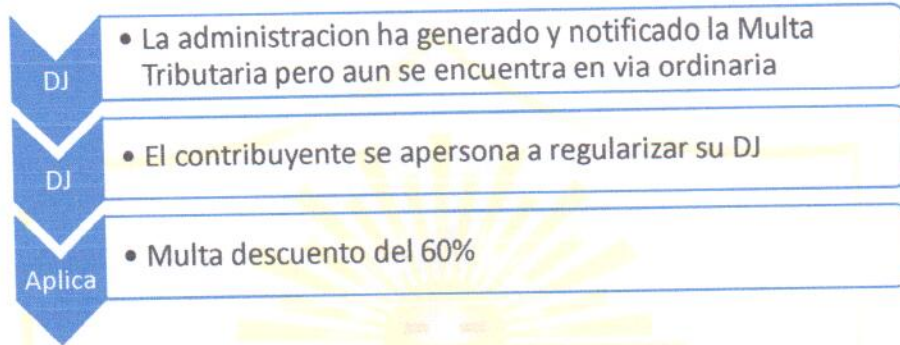 DJ
• La administracion ha generado y notificado la Multa
Tributaria pero aun se encuentra en via ordinaria
DJ
• El contribuyente se apersona a regularizar su DJ
Aplica
• Multa descuento del 60%